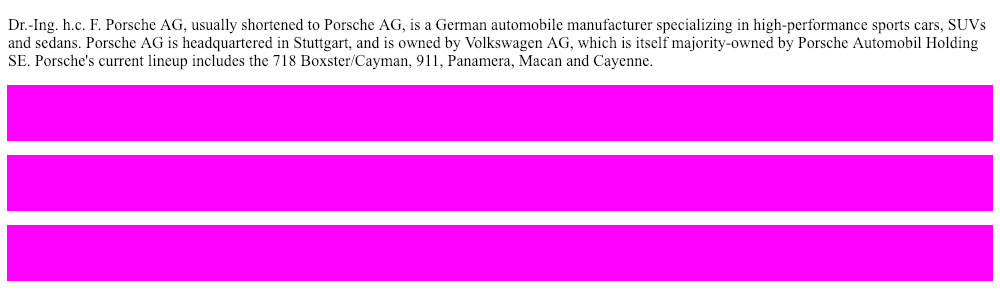 Dr.-Ing. h.c. F. Porsche AG, usually shortened to Porsche AG, is a German automobile manufacturer specializing in high-performance sports cars, SUVs
and sedans. Porsche AG is headquartered in Stuttgart, and is owned by Volkswagen AG, which is itself majority-owned by Porsche Automobil Holding
SE. Porsche's current lineup includes the 718 Boxster/Cayman, 911, Panamera, Macan and Cayenne.